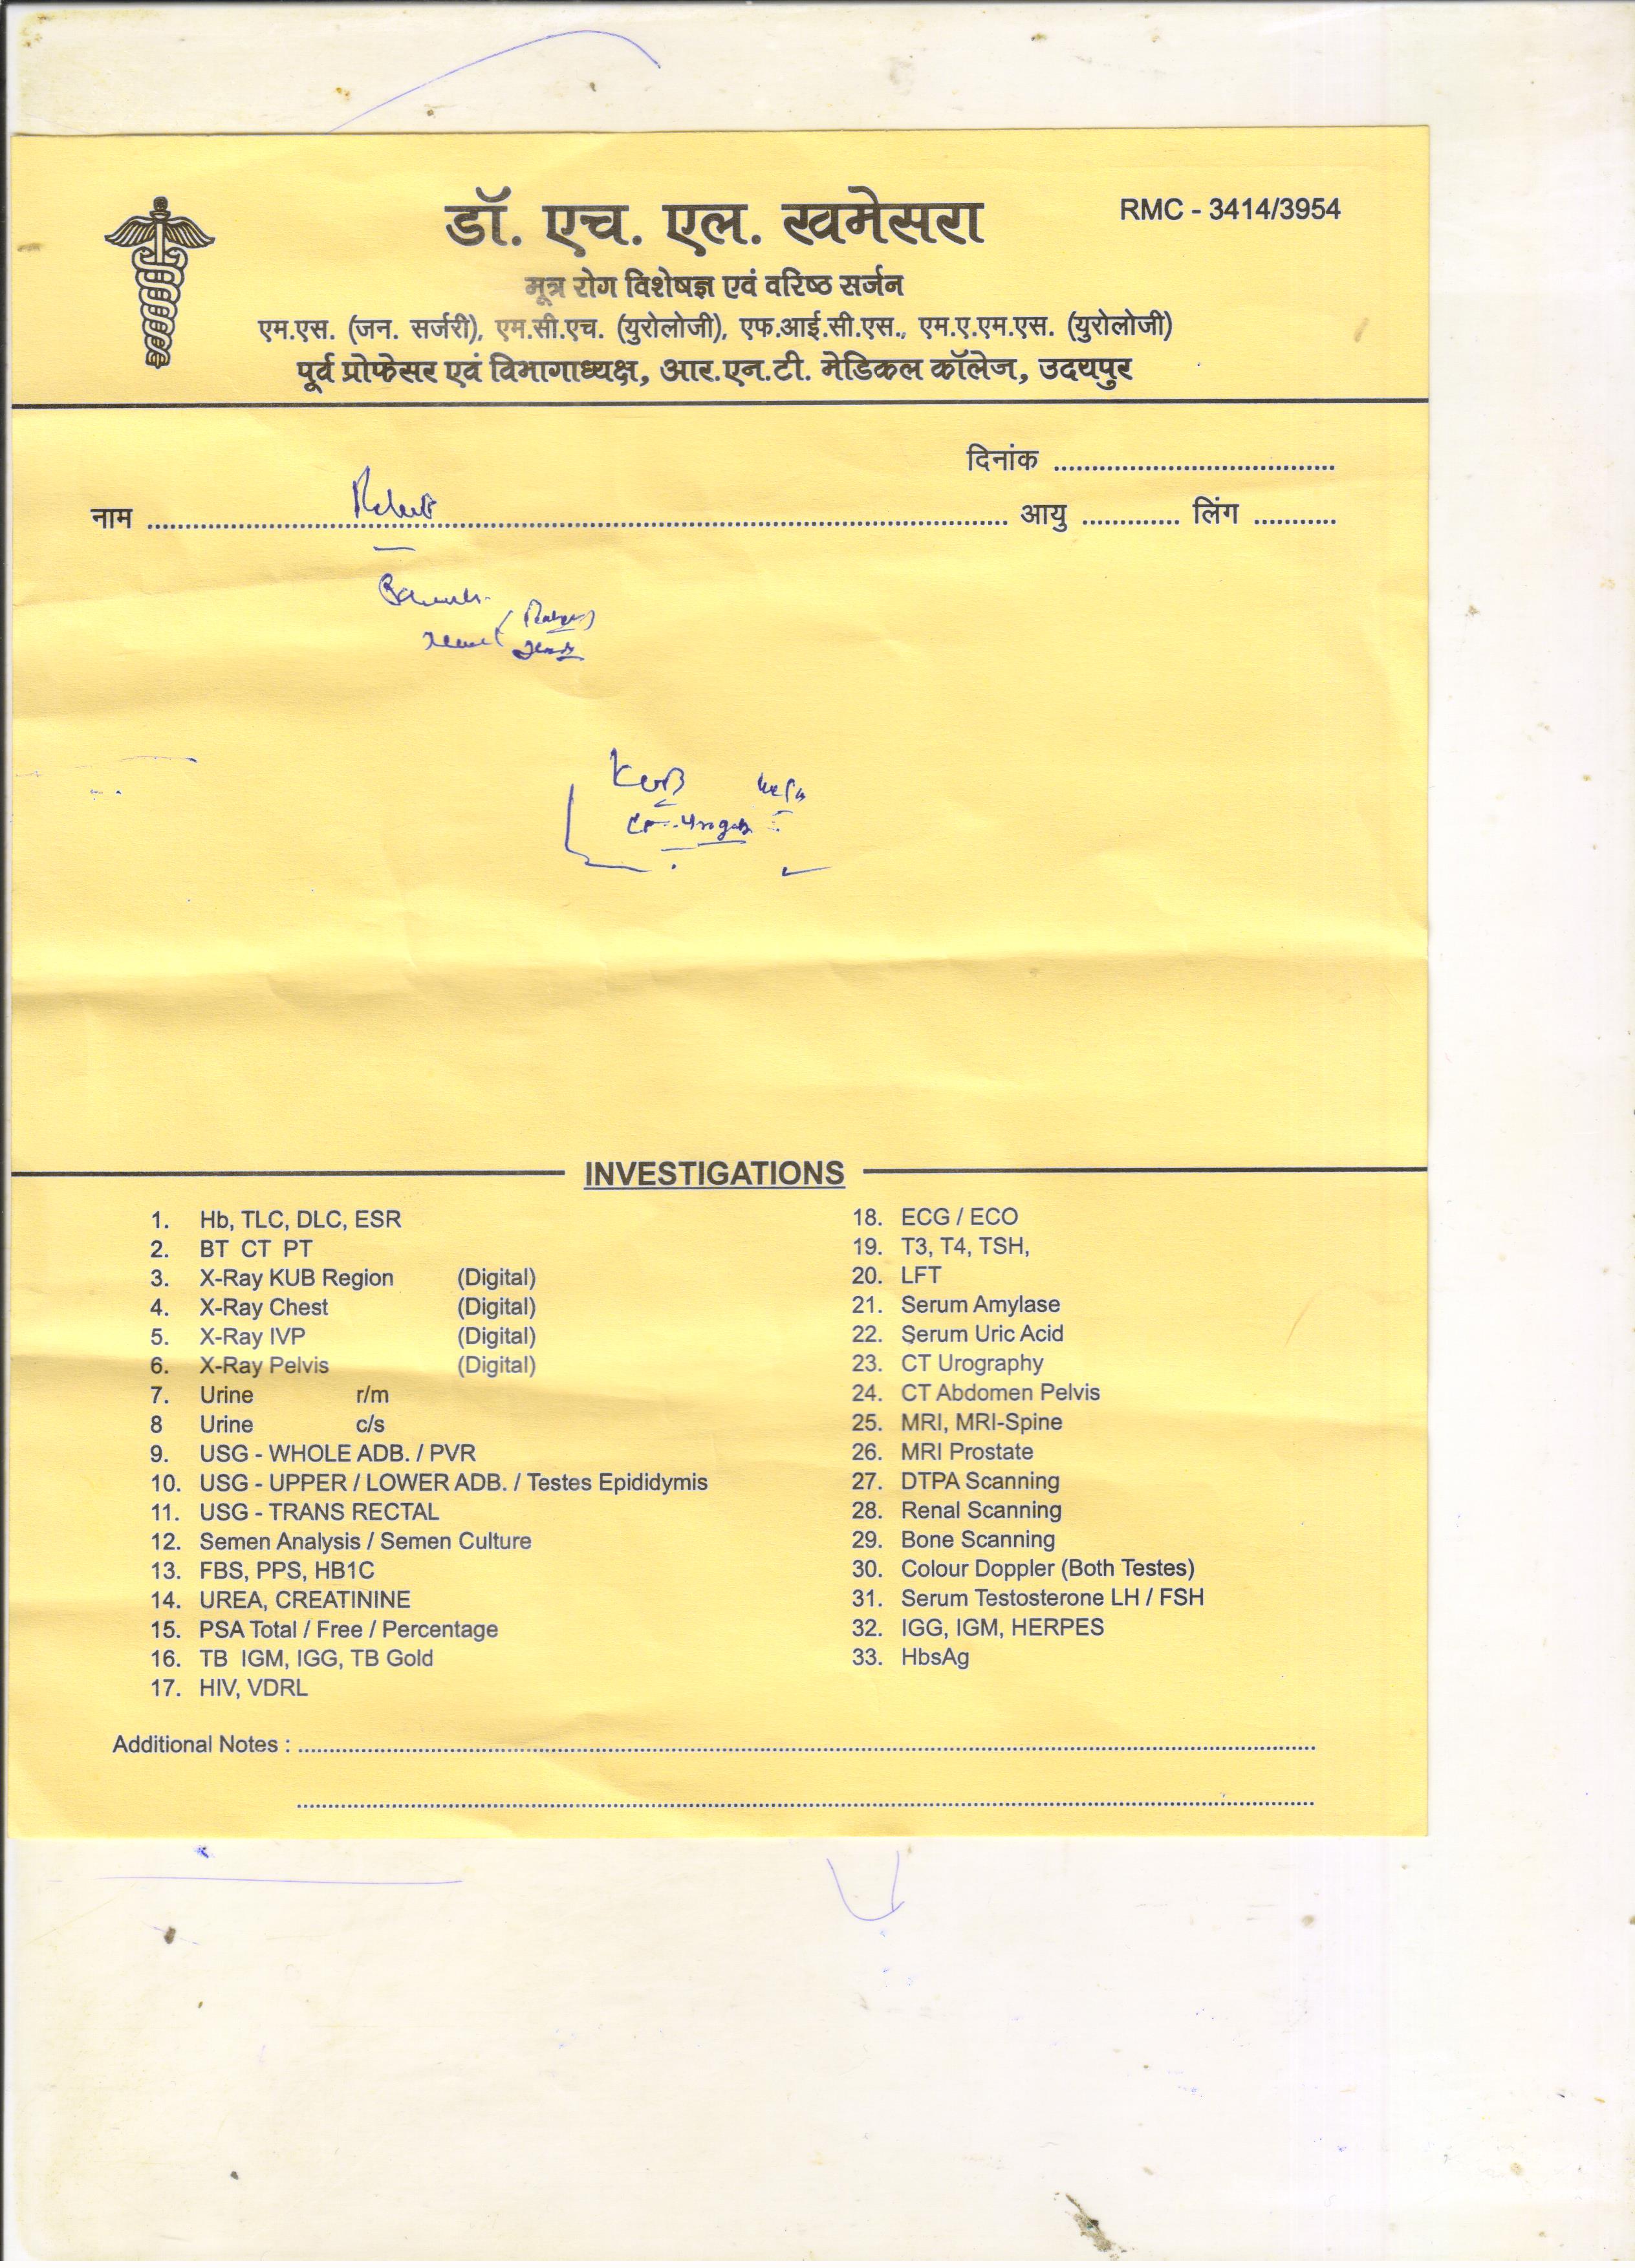 डॉ. एच. एल. खमेसरा
RMC - 3414/3954
मूत्र रोग विशेषज्ञ एवं वरिष्ठ सर्जन
एम.एस. (जन. सर्जरी), एम.सी.एच. (युरोलोजी), एफ.आई.सी.एस., एम.ए.एम.एस. (युरोलोजी)
पूर्व प्रोफेसर एवं विभागाध्यक्ष, आर.एन.टी. मेडिकल कॉलेज, उदयपुर
दिनांक
नाम आयु लिंग
KUB
INVESTIGATIONS
1. Hb, TLC, DLC, ESR
2. BT CT PT
3. X-Ray KUB Region (Digital)
4. X-Ray Chest (Digital)
5. X-Ray IVP (Digital)
6. X-Ray Pelvis (Digital)
7. Urine r/m
8 Urine c/s
9. USG - WHOLE ADB. / PVR
10. USG - UPPER / LOWER ADB. / Testes Epididymis
11. USG - TRANS RECTAL
12. Semen Analysis / Semen Culture
13. FBS, PPS, HB1C
14. UREA, CREATININE
15. PSA Total / Free / Percentage
16. TB IGM, IGG, TB Gold
17. HIV, VDRL
18. ECG / ECO
19. T3, T4, TSH,
20. LFT
21. Serum Amylase
22. Serum Uric Acid
23. CT Urography
24. CT Abdomen Pelvis
25. MRI, MRI-Spine
26. MRI Prostate
27. DTPA Scanning
28. Renal Scanning
29. Bone Scanning
30. Colour Doppler (Both Testes)
31. Serum Testosterone LH / FSH
32. IGG, IGM, HERPES
33. HbsAg
Additional Notes :